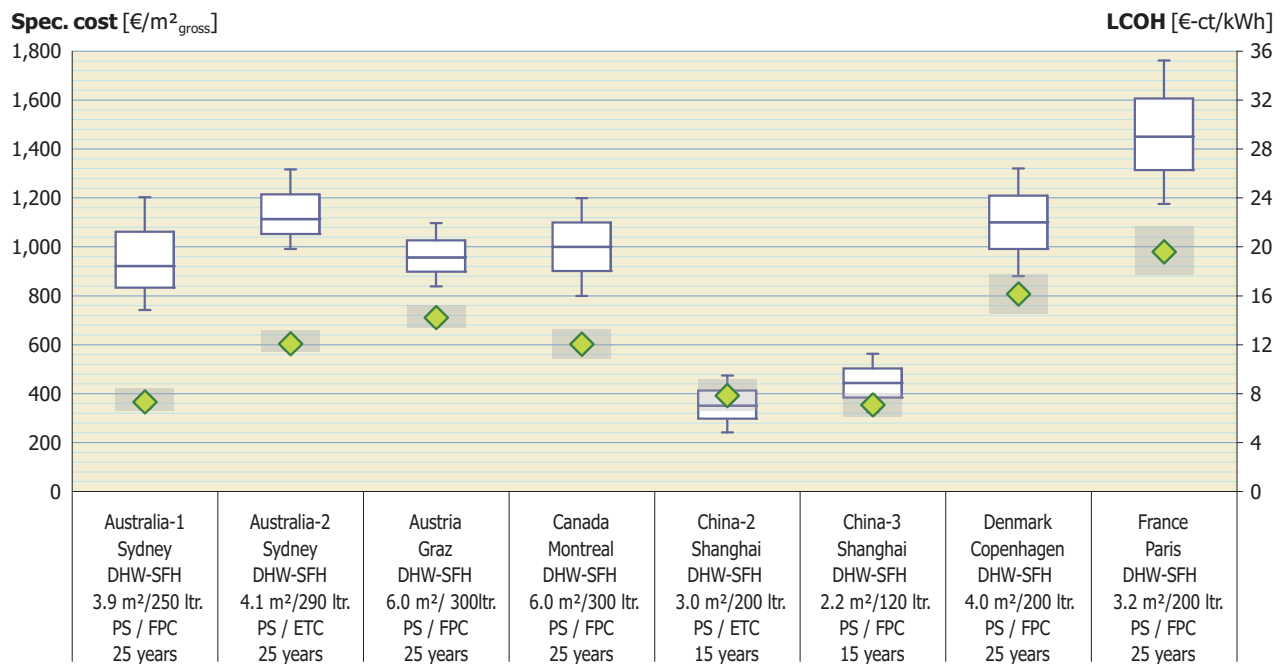 Spec. cost [€/m²gross]
LCOH [€-ct/kWh]
1,800
1,600
1,400
1,200
1,000
800
600
400
200
0
36
32
28
24
20
16
12
8
4
0
Australia-1
Sydney
DHW-SFH
3.9 m²/250 ltr.
PS / FPC
25 years
Australia-2
Sydney
DHW-SFH
4.1 m²/290 ltr.
PS / ETC
25 years
Austria
Graz
DHW-SFH
6.0 m²/ 300ltr.
PS / FPC
25 years
Canada
Montreal
DHW-SFH
6.0 m²/300 ltr.
PS / FPC
25 years
China-2
Shanghai
DHW-SFH
3.0 m²/200 ltr.
PS / ETC
15 years
China-3
Shanghai
DHW-SFH
2.2 m²/120 ltr.
PS / FPC
15 years
Denmark
Copenhagen
DHW-SFH
4.0 m²/200 ltr.
PS / FPC
25 years
France
Paris
DHW-SFH
3.2 m²/200 ltr.
PS / FPC
25 years